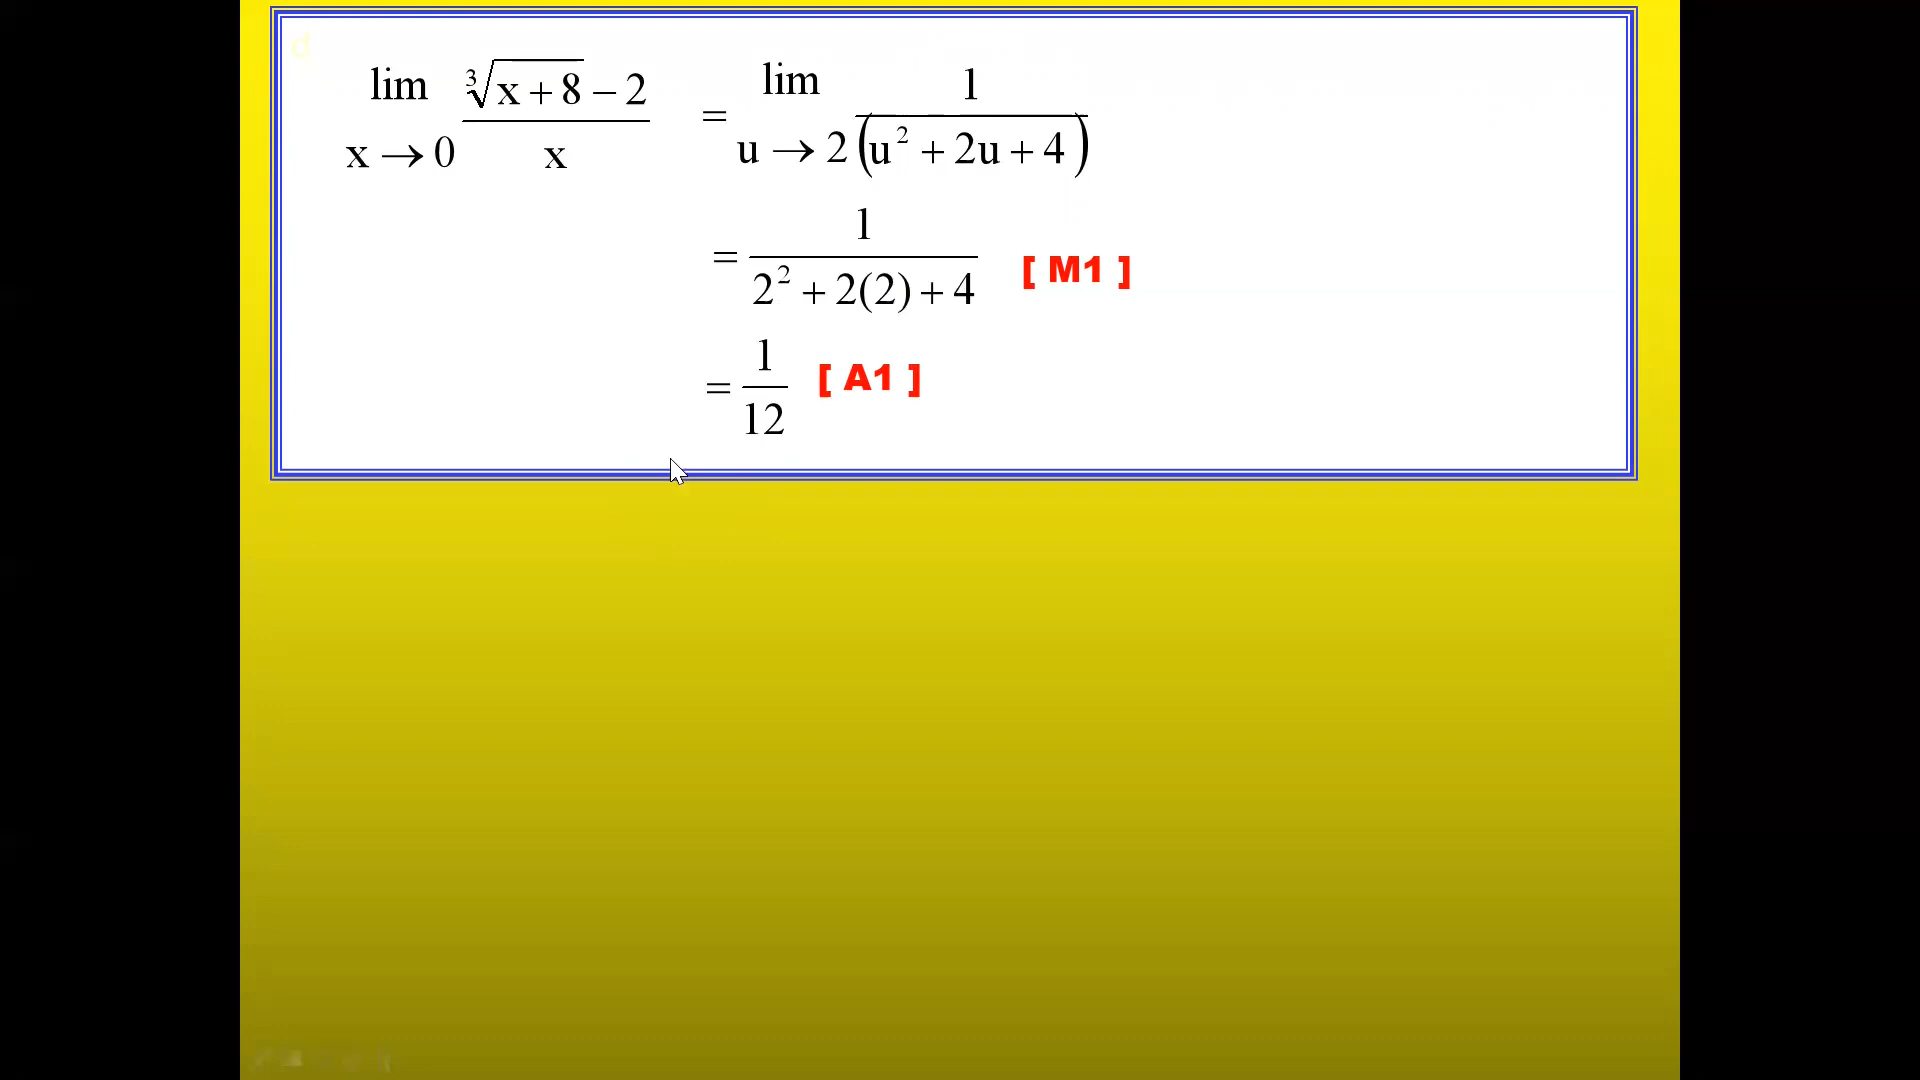 d
lim x→0 ∛(x+8) − 2 / x = lim u→2 1 / (u² + 2u + 4)
= 1 / 2² + 2(2) + 4 [ M1 ]
= 1 / 12 [ A1 ]